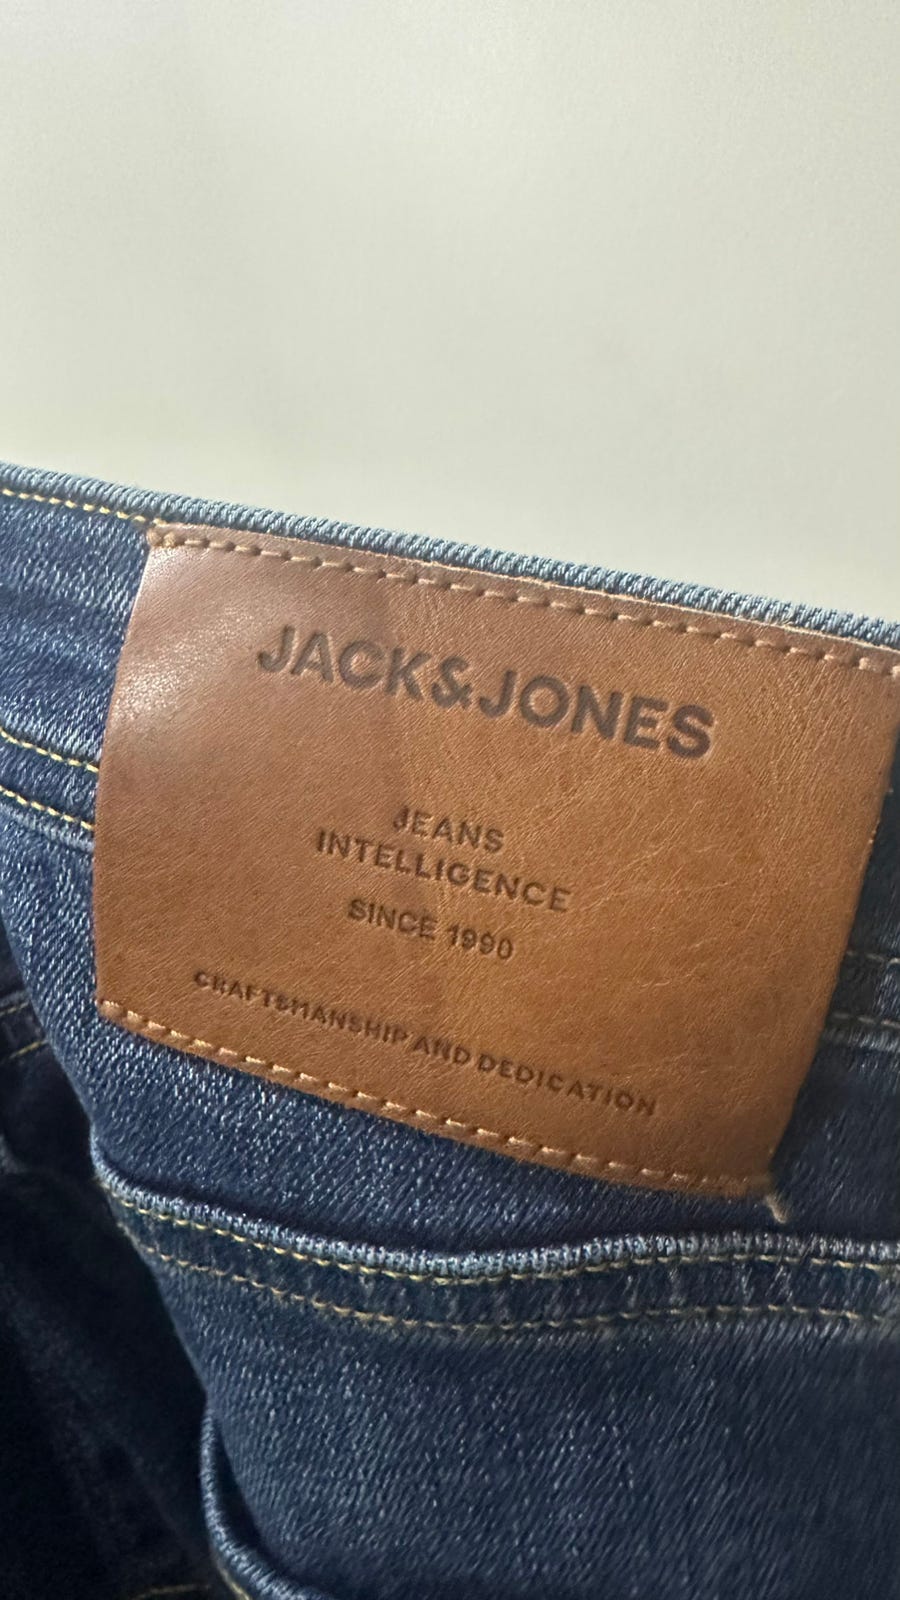 JACK&JONES
JEANS
INTELLIGENCE
SINCE 1990
CRAFTSMANSHIP AND DEDICATION